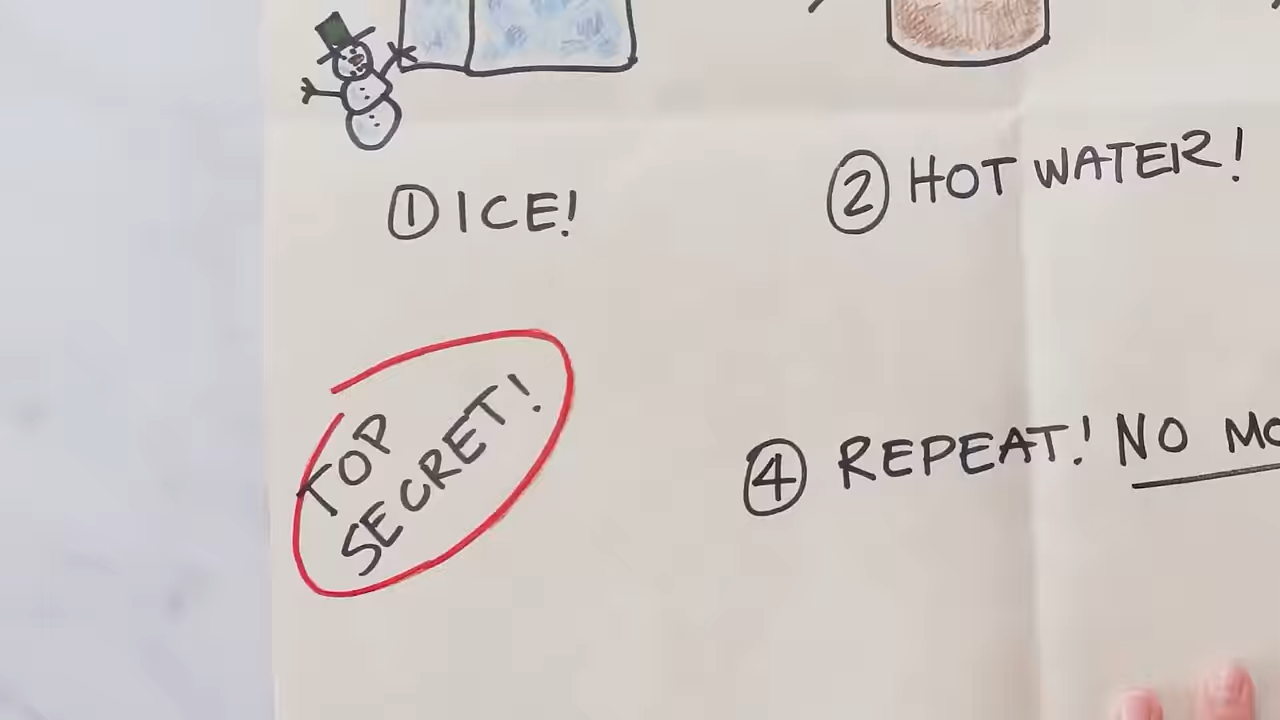 ① ICE!
② HOT WATER!
TOP
SECRET!
④ REPEAT! NO